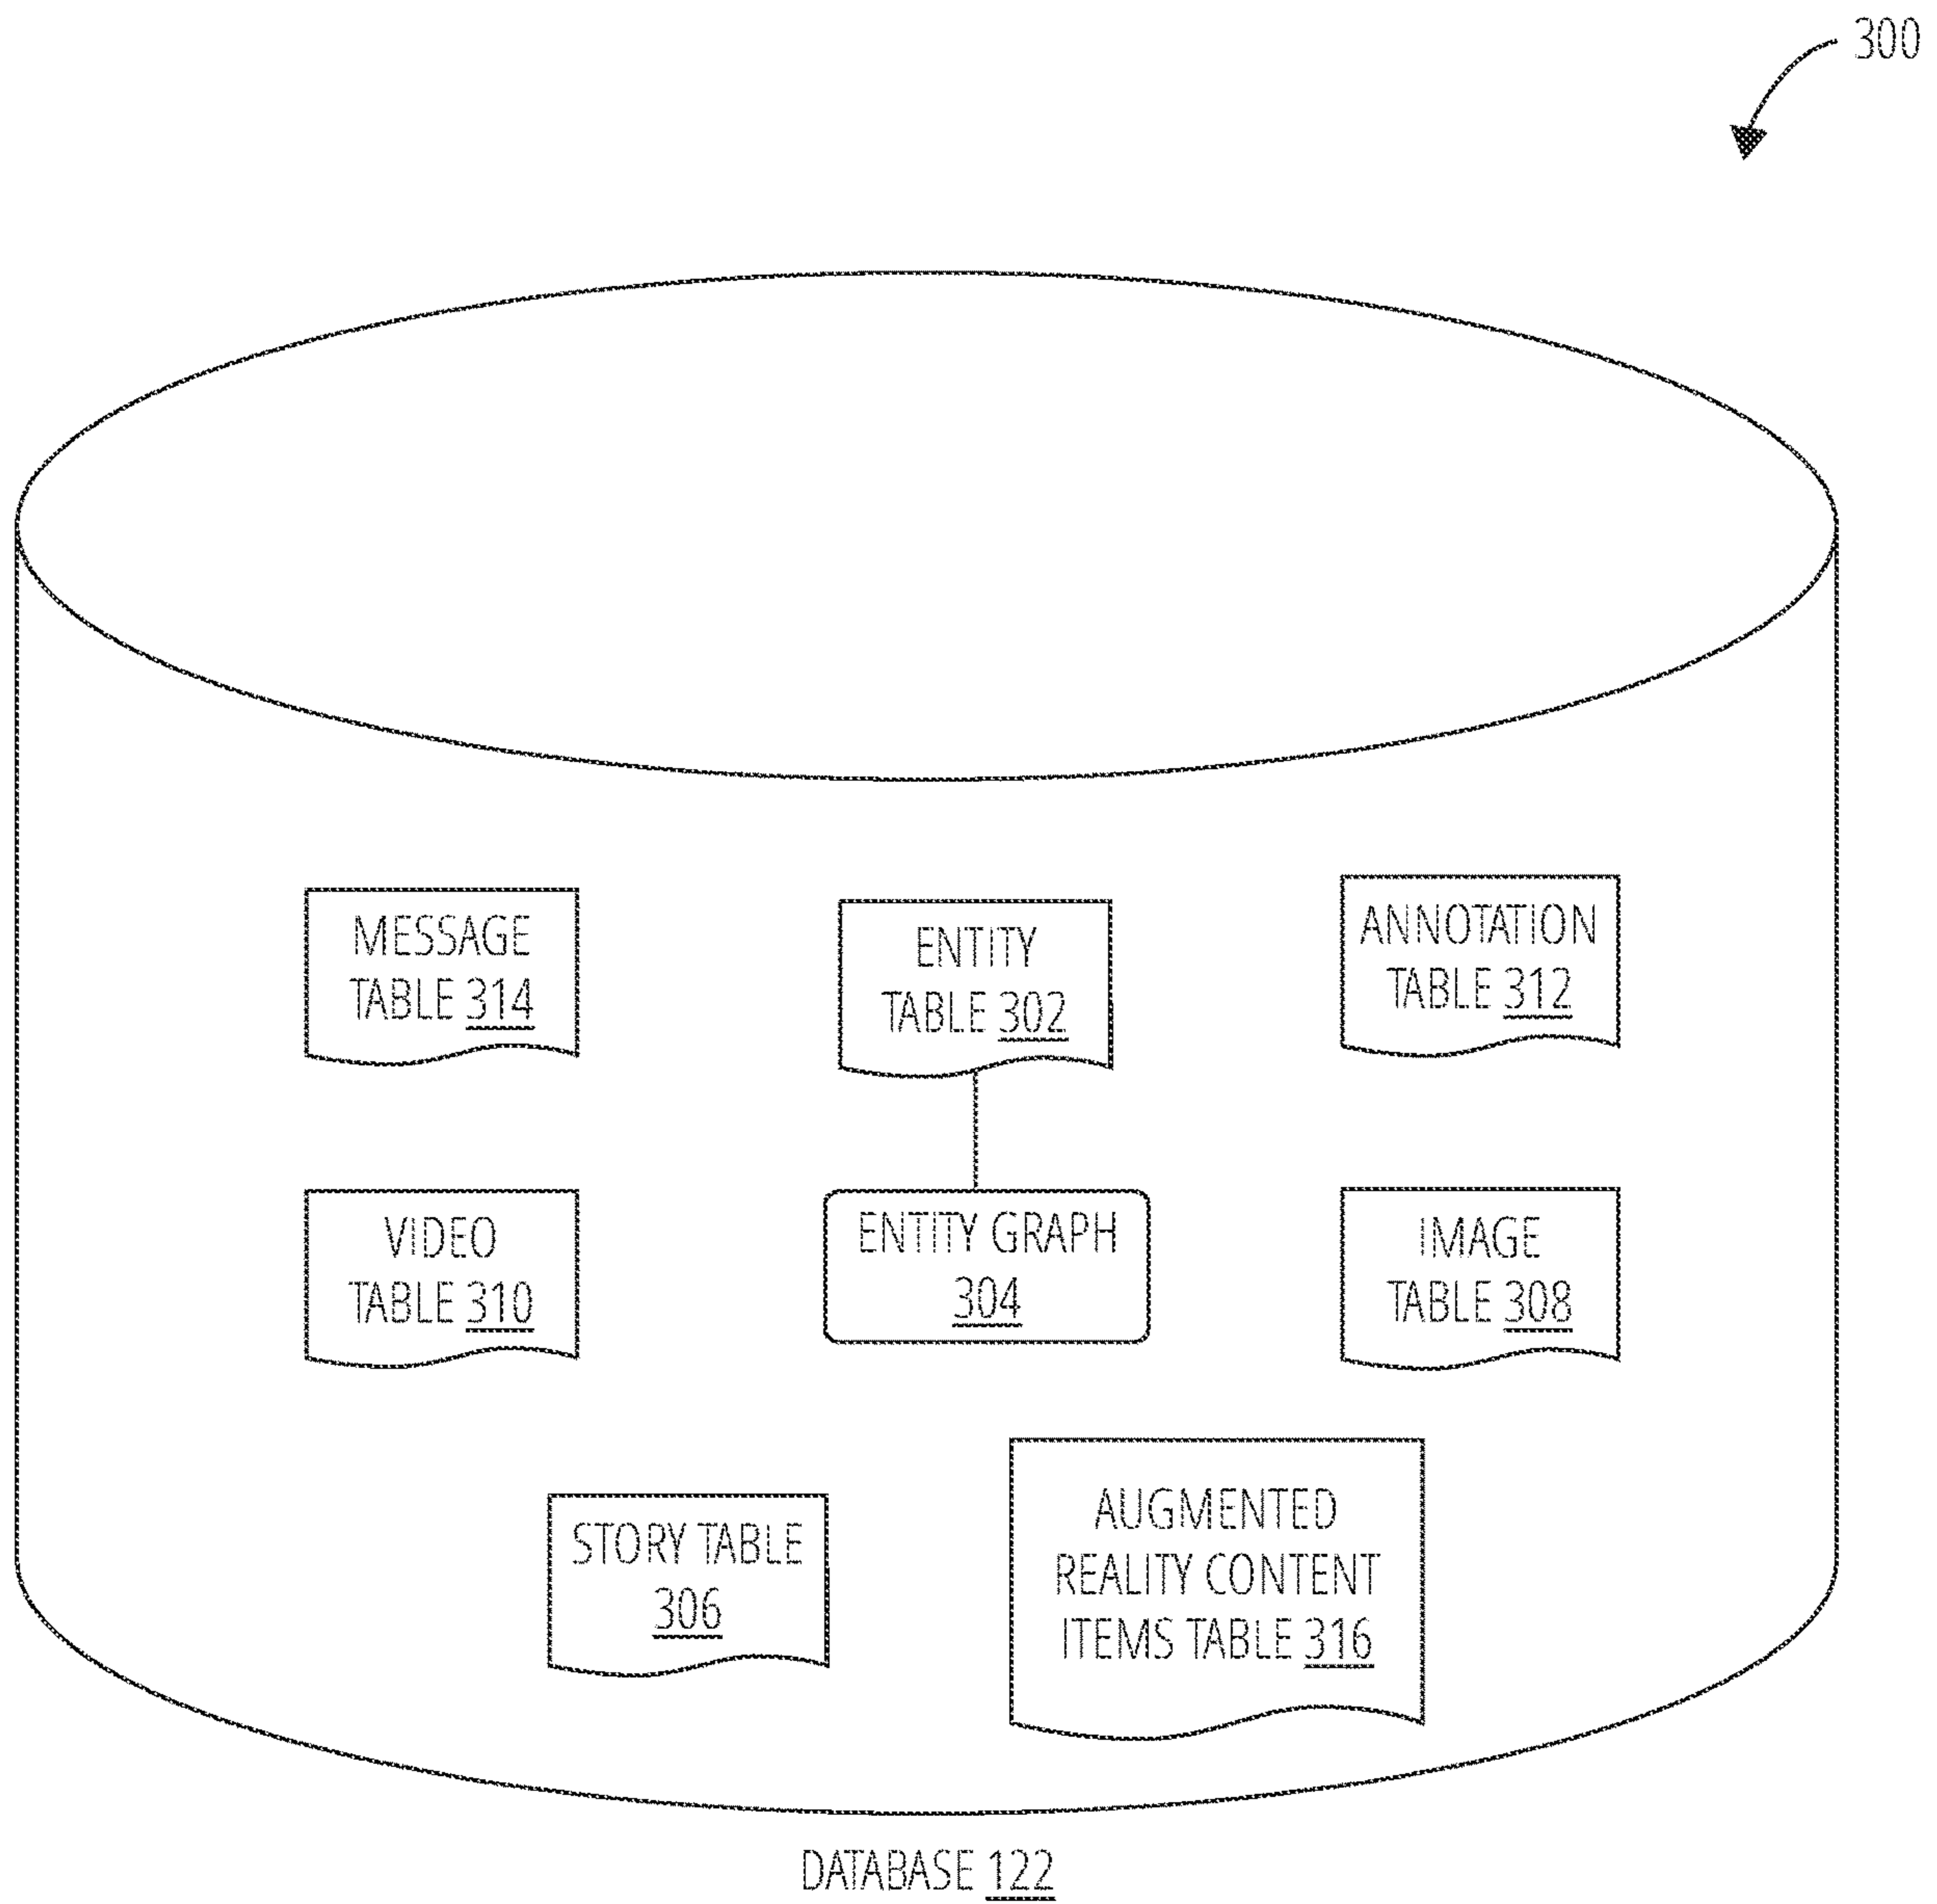 300
MESSAGE
TABLE 314
ENTITY
TABLE 302
ANNOTATION
TABLE 312
VIDEO
TABLE 310
ENTITY GRAPH
304
IMAGE
TABLE 308
STORY TABLE
306
AUGMENTED
REALITY CONTENT
ITEMS TABLE 316
DATABASE 122